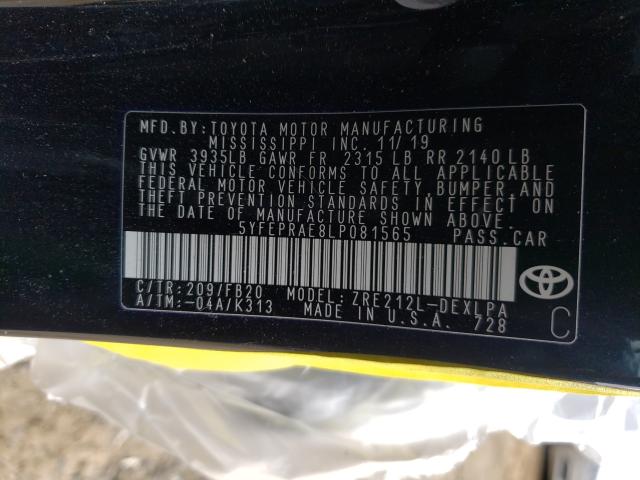 MFD. BY: TOYOTA MOTOR MANUFACTURING
MISSISSIPPI INC. 11/19
GVWR 3935LB GAWR FR 2315 LB RR 2140 LB
THIS VEHICLE CONFORMS TO ALL APPLICABLE
FEDERAL MOTOR VEHICLE SAFETY, BUMPER, AND
THEFT PREVENTION STANDARDS IN EFFECT ON
THE DATE OF MANUFACTURE SHOWN ABOVE.
5YFEPRAE8LP081565 PASS.CAR
C/TR: 209/FB20 MODEL: ZRE212L-DEXLPA
A/TM: -04A/K313 MADE IN U.S.A. 728
C